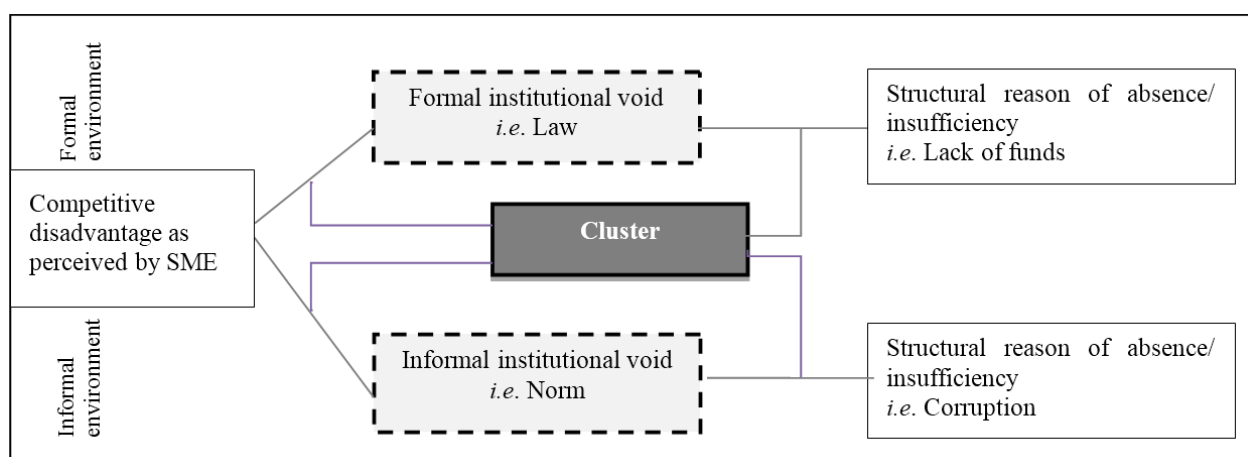 Formal
environment
Formal institutional void
i.e. Law
Structural reason of absence/
insufficiency
i.e. Lack of funds
Competitive
disadvantage as
perceived by SME
Cluster
Informal
environment
Informal institutional void
i.e. Norm
Structural reason of absence/
insufficiency
i.e. Corruption